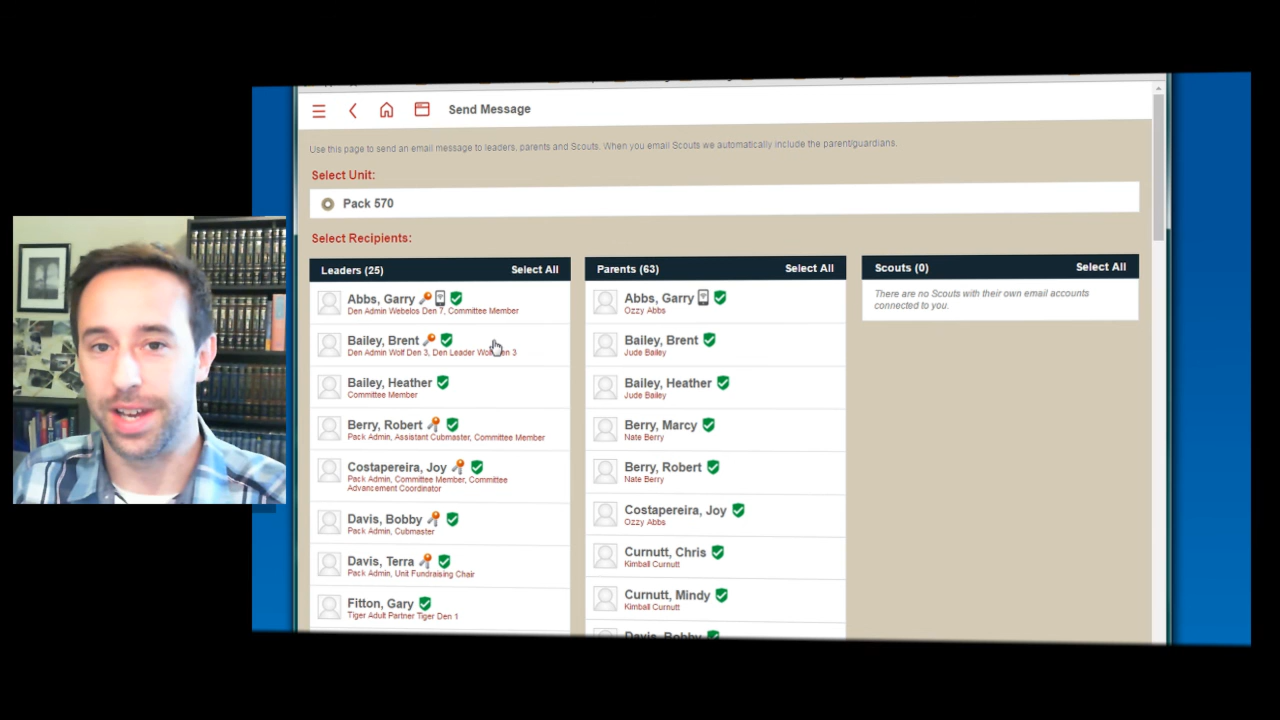 Send Message
Use this page to send an email message to leaders, parents and Scouts. When you email Scouts we automatically include the parent/guardians.
Select Unit:
Pack 570
Select Recipients:
Leaders (25) Select All
Abbs, Garry
Den Admin Webelos Den 7, Committee Member
Bailey, Brent
Den Admin Wolf Den 3, Den Leader Wolf Den 3
Bailey, Heather
Committee Member
Berry, Robert
Pack Admin, Assistant Cubmaster, Committee Member
Costapereira, Joy
Pack Admin, Committee Member, Committee
Advancement Coordinator
Davis, Bobby
Pack Admin, Cubmaster
Davis, Terra
Pack Admin, Unit Fundraising Chair
Fitton, Gary
Tiger Adult Partner Tiger Den 1
Parents (63) Select All
Abbs, Garry
Ozzy Abbs
Bailey, Brent
Jude Bailey
Bailey, Heather
Jude Bailey
Berry, Marcy
Nate Berry
Berry, Robert
Nate Berry
Costapereira, Joy
Ozzy Abbs
Curnutt, Chris
Kimball Curnutt
Curnutt, Mindy
Kimball Curnutt
Davis, Bobby
Scouts (0) Select All
There are no Scouts with their own email accounts
connected to you.